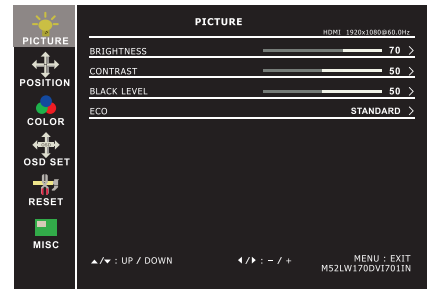 PICTURE
HDMI 1920x1080@60.0Hz
PICTURE
POSITION
COLOR
OSD SET
RESET
MISC
BRIGHTNESS 70 >
CONTRAST 50 >
BLACK LEVEL 50 >
ECO STANDARD >
▲/▼ : UP / DOWN ◀/▶ : - / + MENU : EXIT
M52LW170DVI701IN